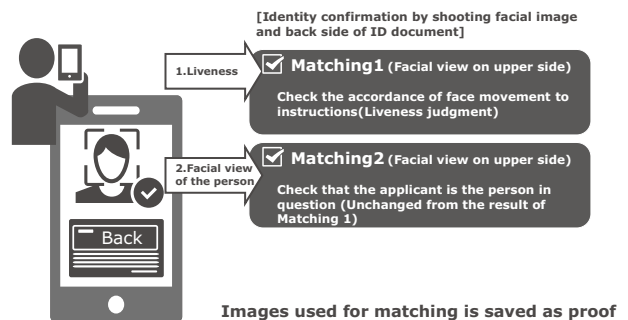 [Identity confirmation by shooting facial image
and back side of ID document]
1.Liveness
Matching1 (Facial view on upper side)
Check the accordance of face movement to
instructions(Liveness judgment)
2.Facial view
of the person
Matching2 (Facial view on upper side)
Check that the applicant is the person in
question (Unchanged from the result of
Matching 1)
Back
Images used for matching is saved as proof